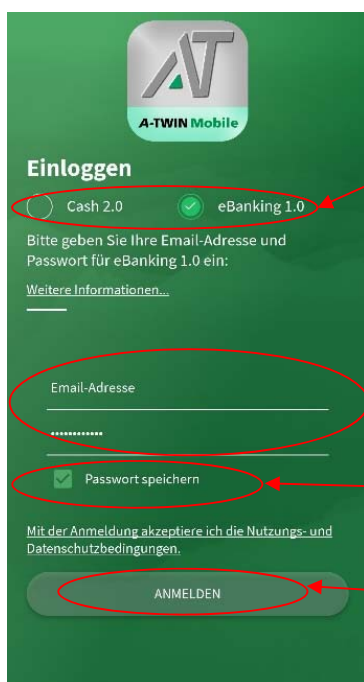 AT
A-TWIN Mobile
Einloggen
Cash 2.0 eBanking 1.0
Bitte geben Sie Ihre Email-Adresse und
Passwort für eBanking 1.0 ein:
Weitere Informationen...
Email-Adresse
••••••••••••
Passwort speichern
Mit der Anmeldung akzeptiere ich die Nutzungs- und
Datenschutzbedingungen.
ANMELDEN